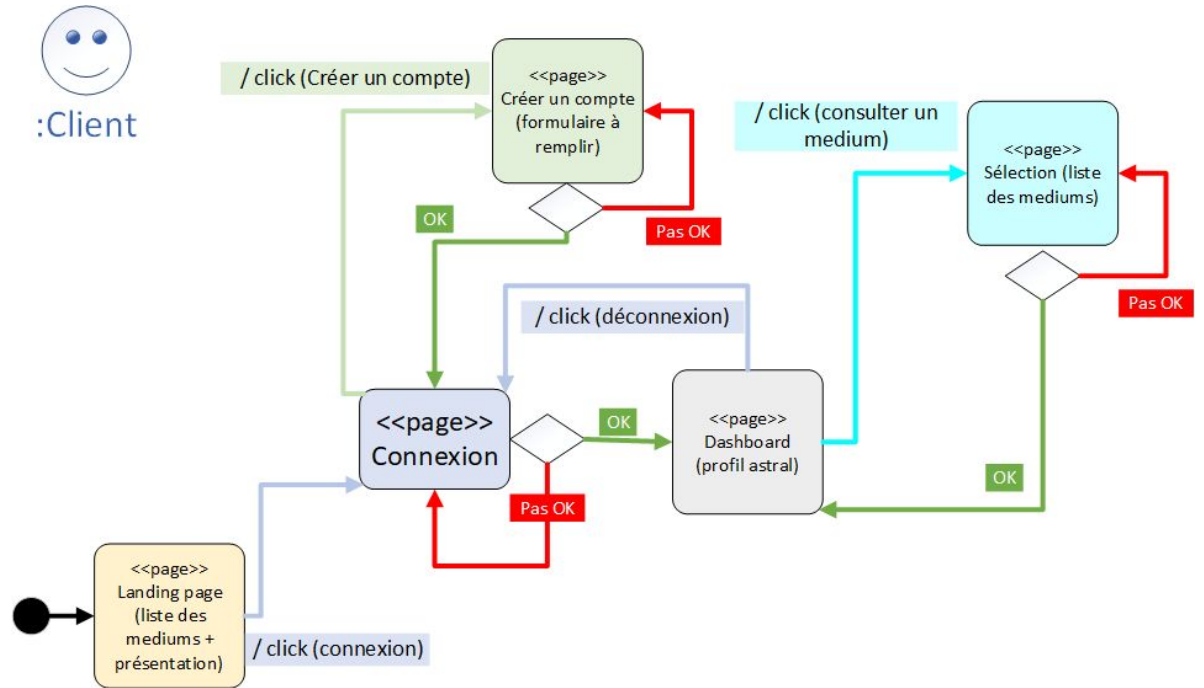 :Client
/ click (Créer un compte)
<<page>>
Créer un compte
(formulaire à
remplir)
OK
Pas OK
/ click (consulter un
medium)
<<page>>
Sélection (liste
des mediums)
Pas OK
OK
/ click (déconnexion)
<<page>>
Connexion
OK
Pas OK
<<page>>
Dashboard
(profil astral)
<<page>>
Landing page
(liste des
mediums +
présentation)
/ click (connexion)